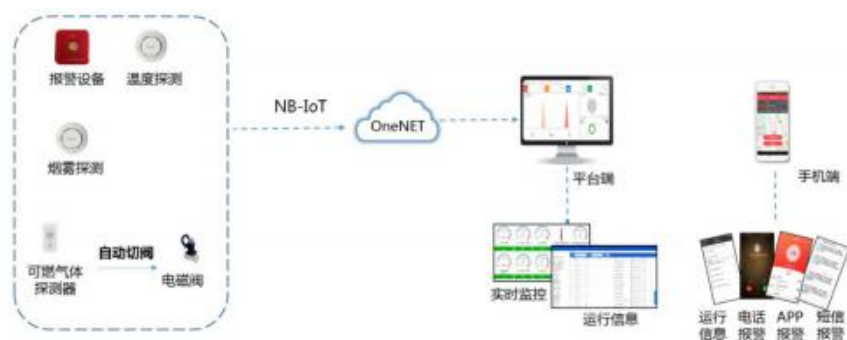 报警设备
温度探测
烟雾探测
可燃气体
探测器
自动切阀
电磁阀
NB-IoT
OneNET
平台端
实时监控
运行信息
手机端
运行
信息
电话
报警
APP
报警
短信
报警